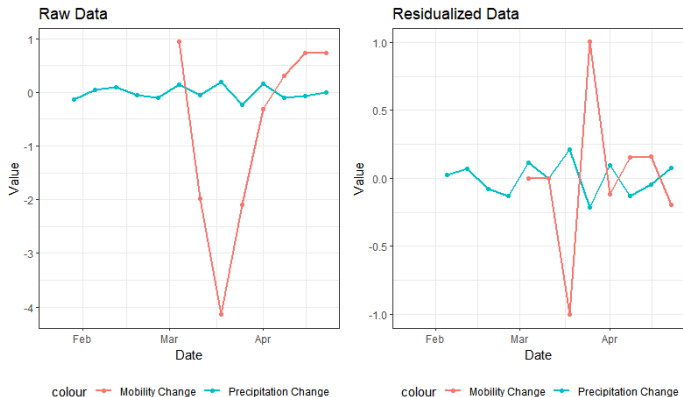 Raw Data
1
0
-1
-2
-3
-4
Value
Feb
Mar
Apr
Date
colour Mobility Change Precipitation Change
Residualized Data
1.0
0.5
0.0
-0.5
-1.0
Value
Feb
Mar
Apr
Date
colour Mobility Change Precipitation Change